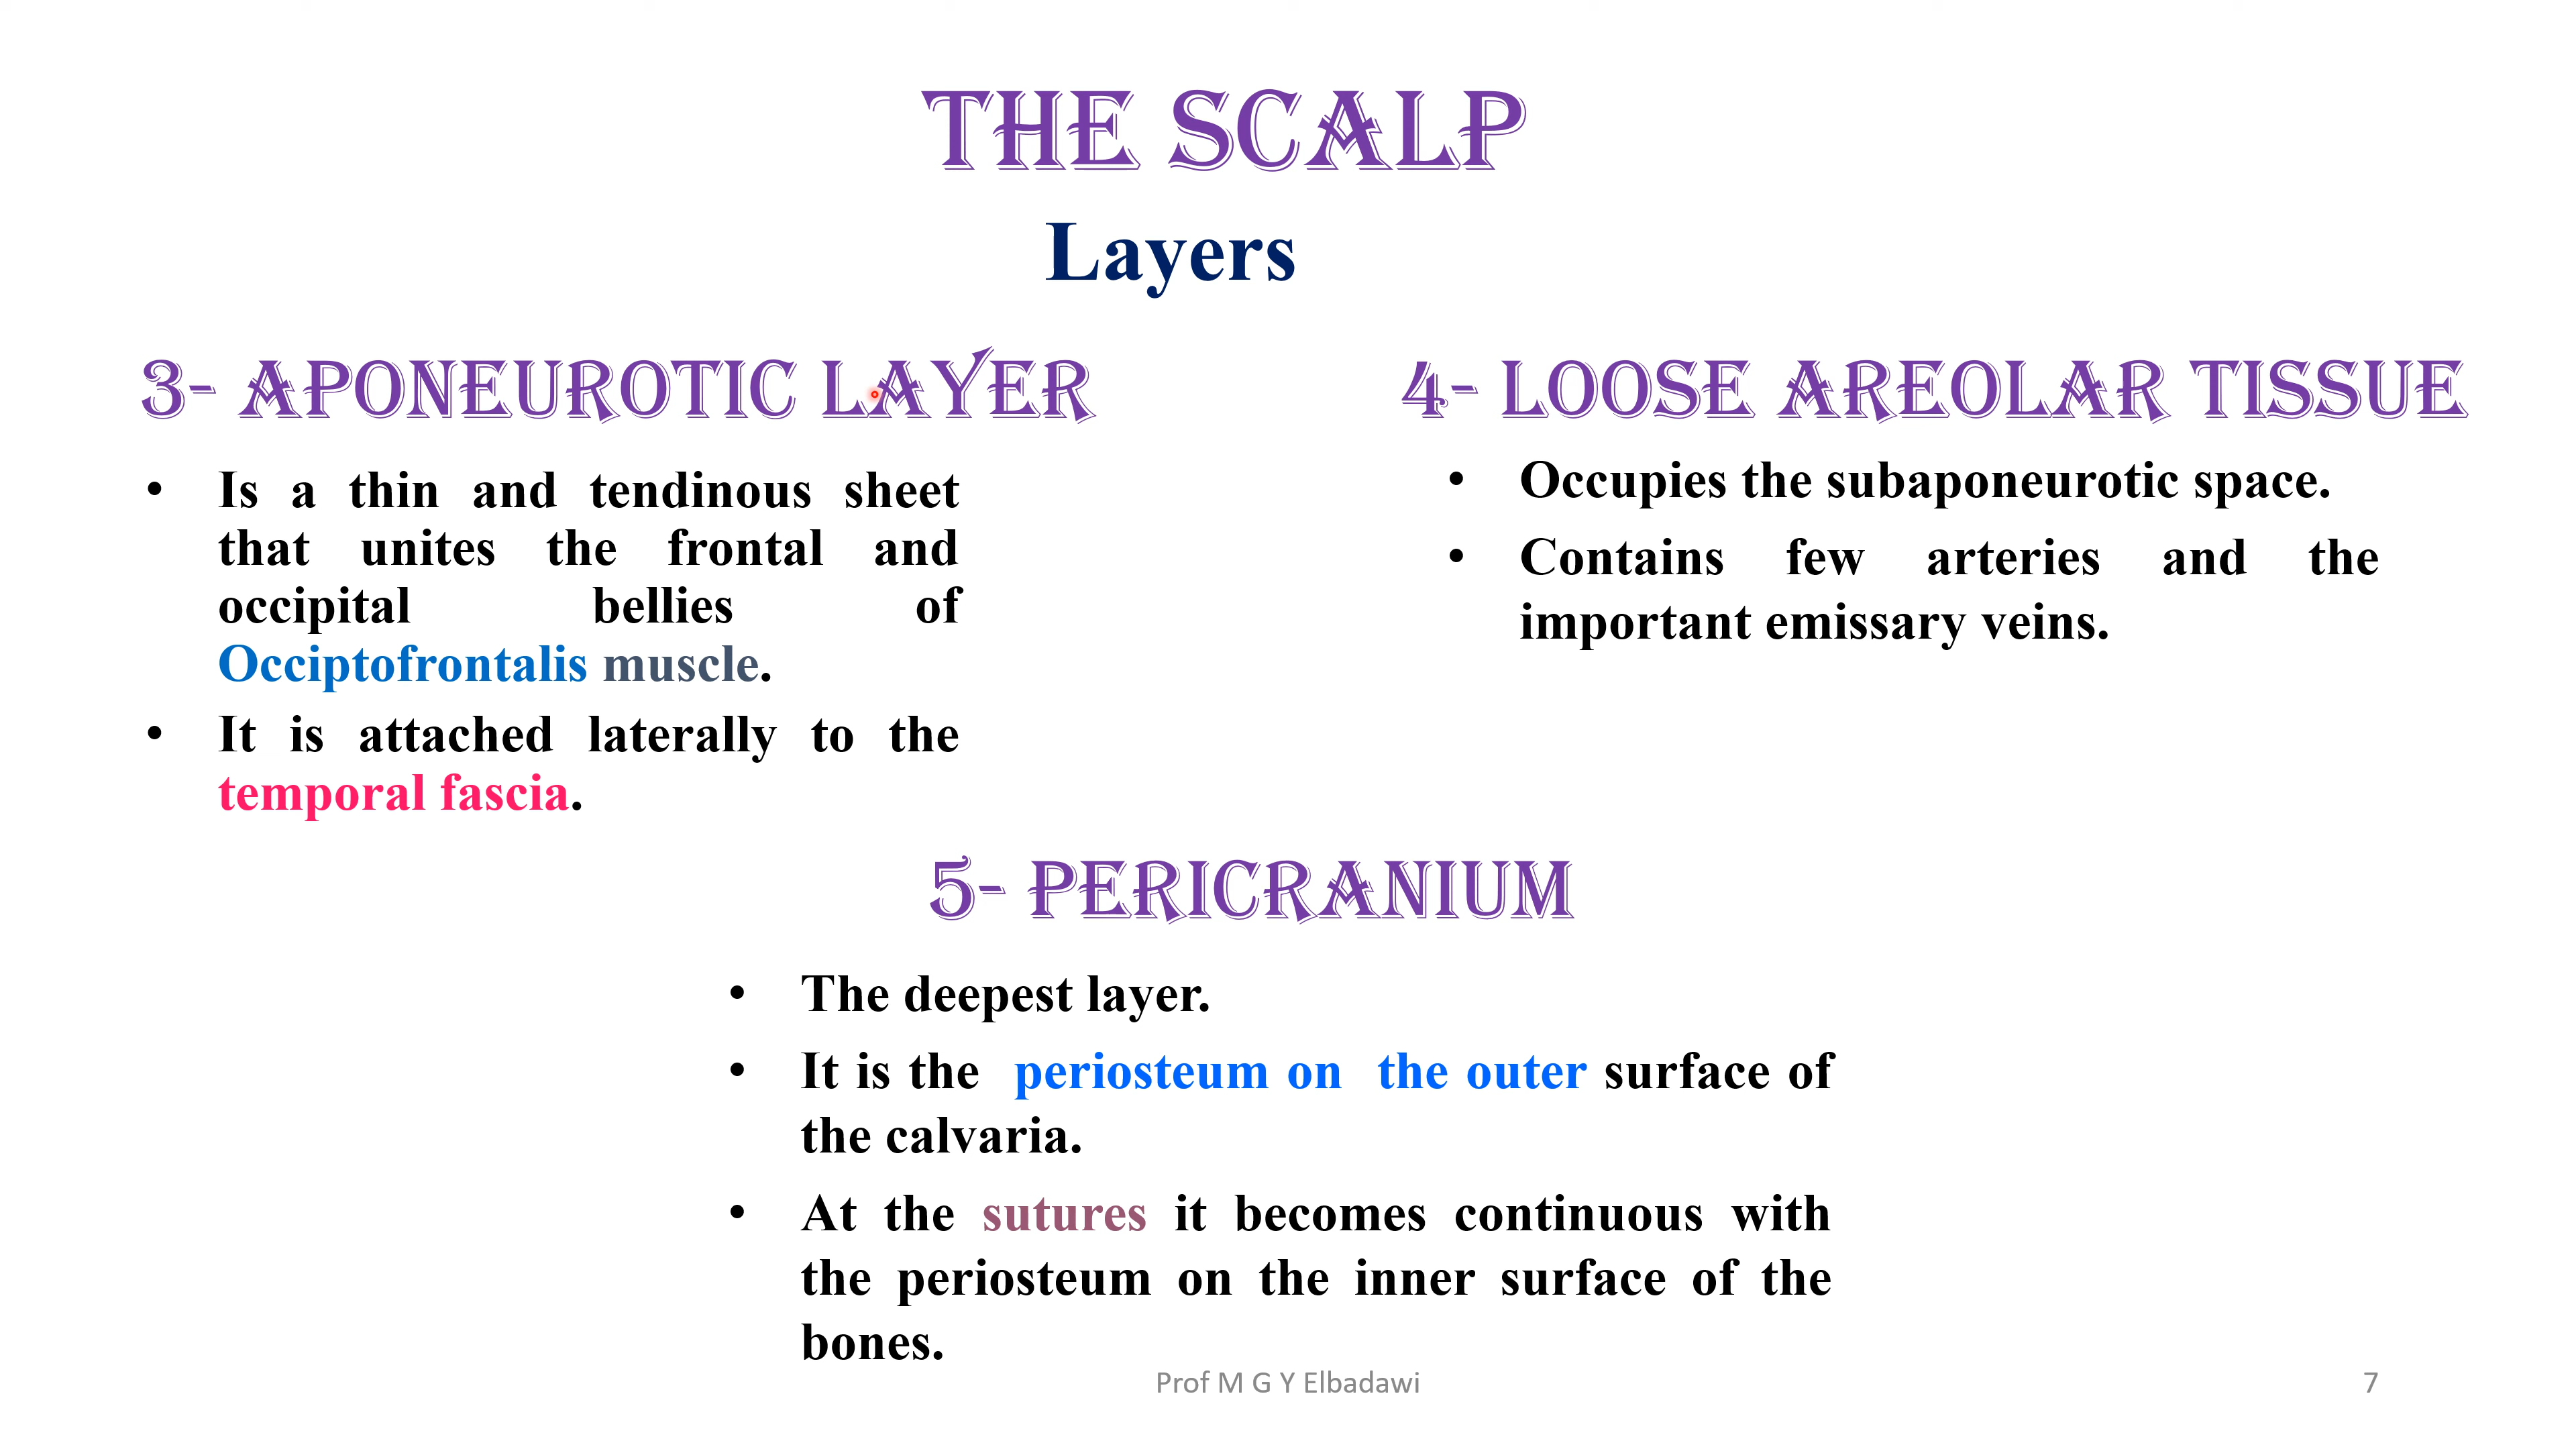 THE SCALP
Layers
3- APONEUROTIC LAYER
• Is a thin and tendinous sheet
that unites the frontal and
occipital bellies of
Occiptofrontalis muscle.
• It is attached laterally to the
temporal fascia.
4- LOOSE AREOLAR TISSUE
• Occupies the subaponeurotic space.
• Contains few arteries and the
important emissary veins.
5- PERICRANIUM
• The deepest layer.
• It is the periosteum on the outer surface of
the calvaria.
• At the sutures it becomes continuous with
the periosteum on the inner surface of the
bones.
Prof M G Y Elbadawi
7